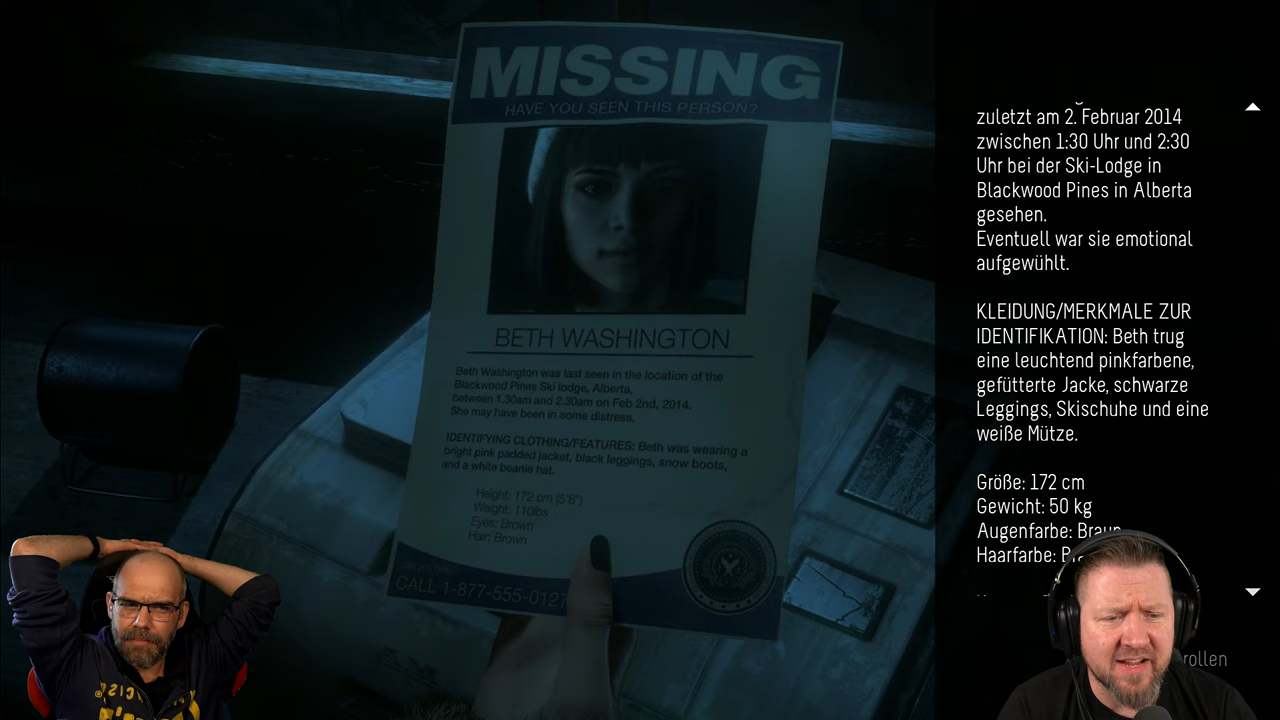 MISSING
HAVE YOU SEEN THIS PERSON?
BETH WASHINGTON
Beth Washington was last seen in the location of the
Blackwood Pines Ski lodge, Alberta,
between 1.30am and 2.30am on Feb 2nd, 2014.
She may have been in some distress.
IDENTIFYING CLOTHING/FEATURES: Beth was wearing a
bright pink padded jacket, black leggings, snow boots,
and a white beanie hat.
Height: 172 cm (5'8")
Weight: 110lbs
Eyes: Brown
Hair: Brown
CALL 1-877-555-0127
zuletzt am 2. Februar 2014
zwischen 1:30 Uhr und 2:30
Uhr bei der Ski-Lodge in
Blackwood Pines in Alberta
gesehen.
Eventuell war sie emotional
aufgewühlt.
KLEIDUNG/MERKMALE ZUR
IDENTIFIKATION: Beth trug
eine leuchtend pinkfarbene,
gefütterte Jacke, schwarze
Leggings, Skischuhe und eine
weiße Mütze.
Größe: 172 cm
Gewicht: 50 kg
Augenfarbe: Braun
Haarfarbe:
rollen